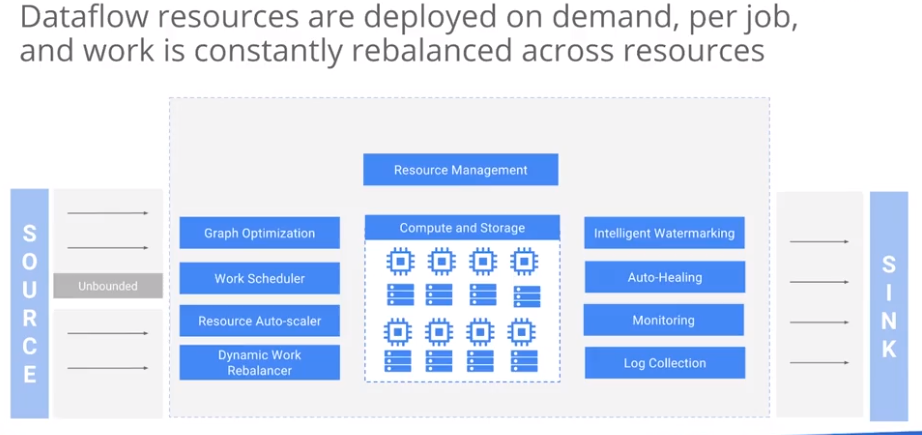 Dataflow resources are deployed on demand, per job,
and work is constantly rebalanced across resources
SOURCE
Unbounded
Resource Management
Graph Optimization
Work Scheduler
Resource Auto-scaler
Dynamic Work
Rebalancer
Compute and Storage
Intelligent Watermarking
Auto-Healing
Monitoring
Log Collection
SINK